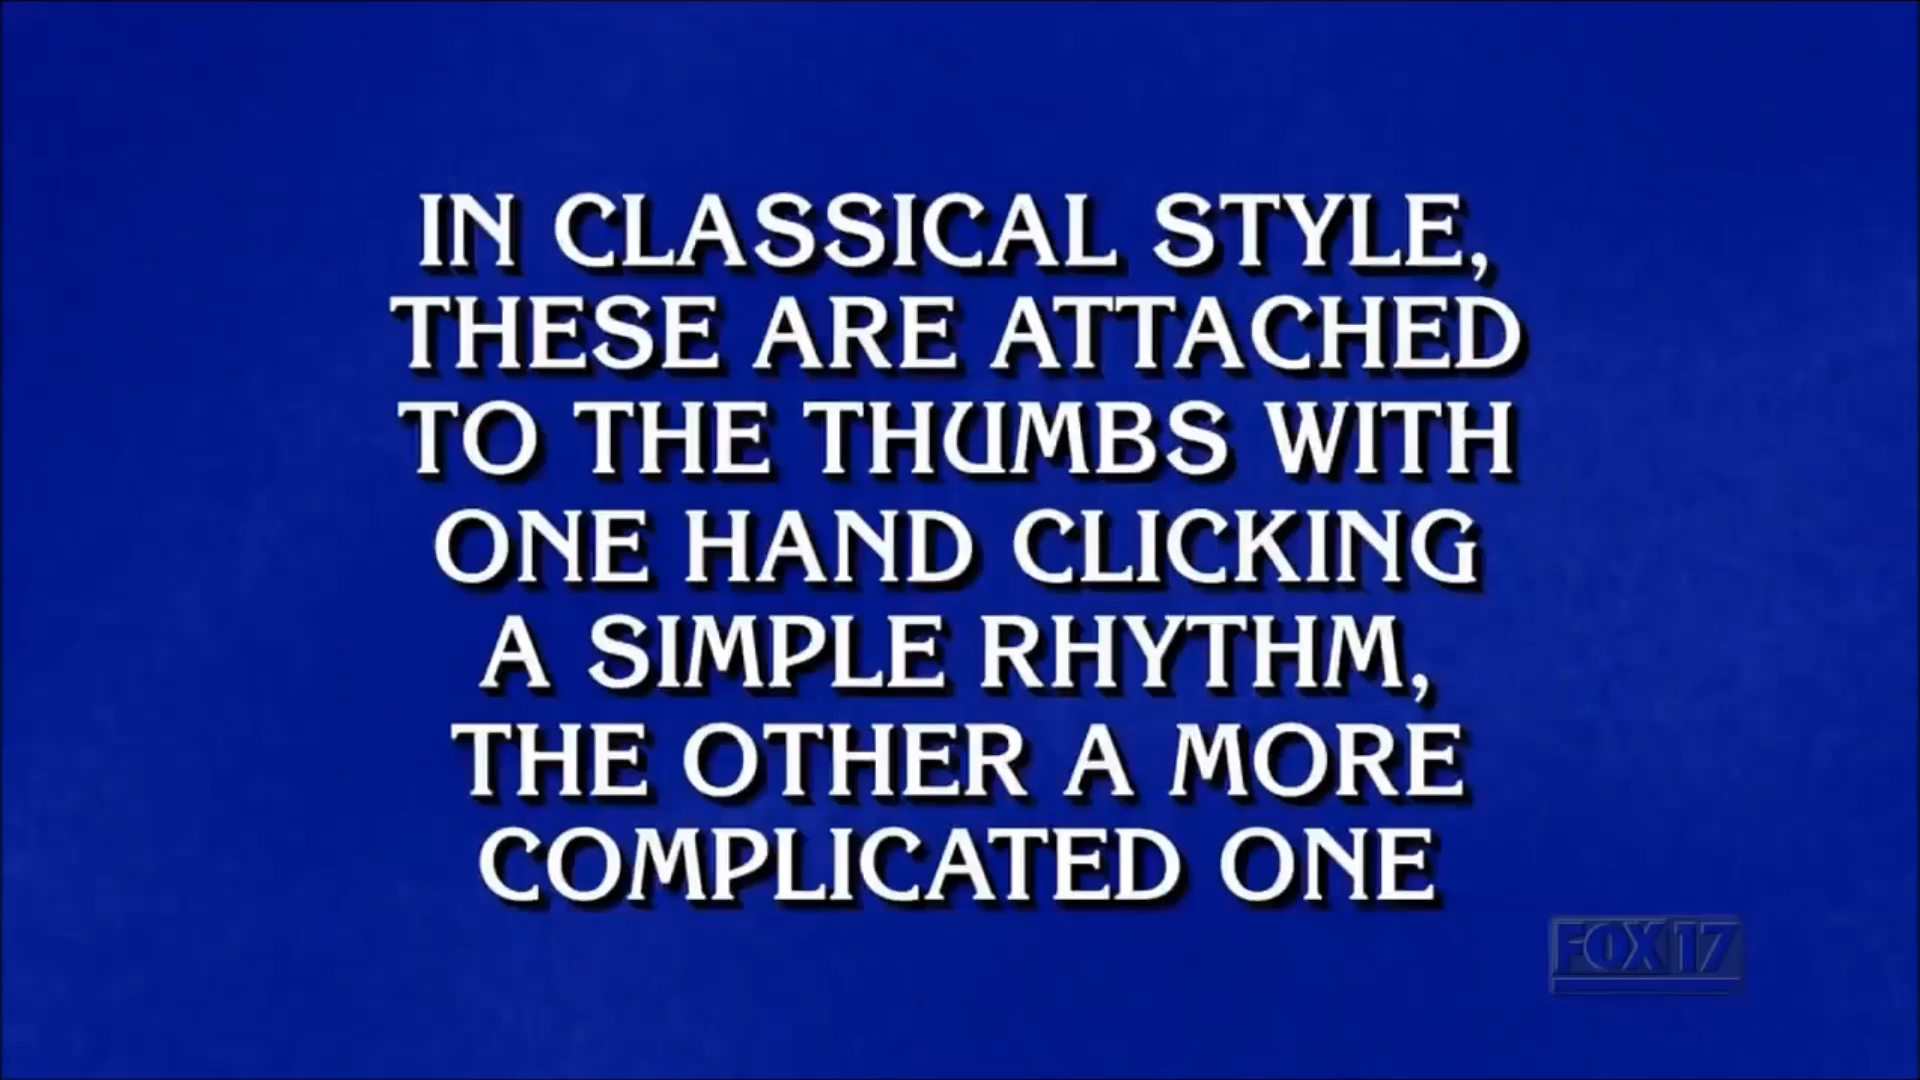 IN CLASSICAL STYLE,
THESE ARE ATTACHED
TO THE THUMBS WITH
ONE HAND CLICKING
A SIMPLE RHYTHM,
THE OTHER A MORE
COMPLICATED ONE
FOX 17